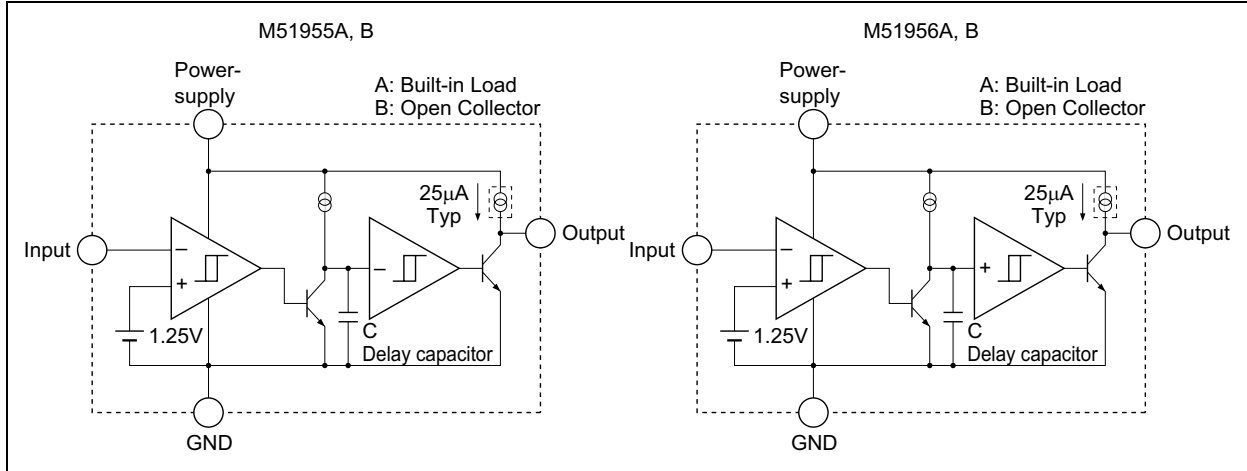 M51955A, B
Power-
supply
A: Built-in Load
B: Open Collector
25μA
Typ
Input
−
+
−
Output
1.25V
C
Delay capacitor
GND
M51956A, B
Power-
supply
A: Built-in Load
B: Open Collector
25μA
Typ
Input
−
+
+
Output
1.25V
C
Delay capacitor
GND